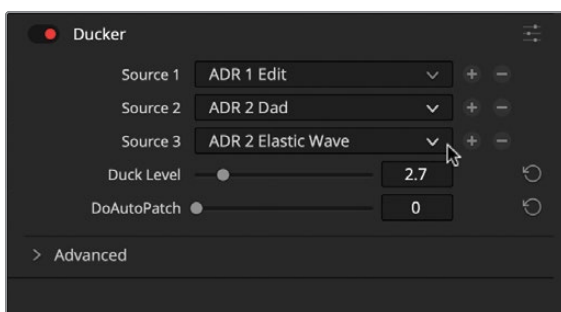 Ducker
Source 1 ADR 1 Edit
Source 2 ADR 2 Dad
Source 3 ADR 2 Elastic Wave
Duck Level 2.7
DoAutoPatch 0
Advanced